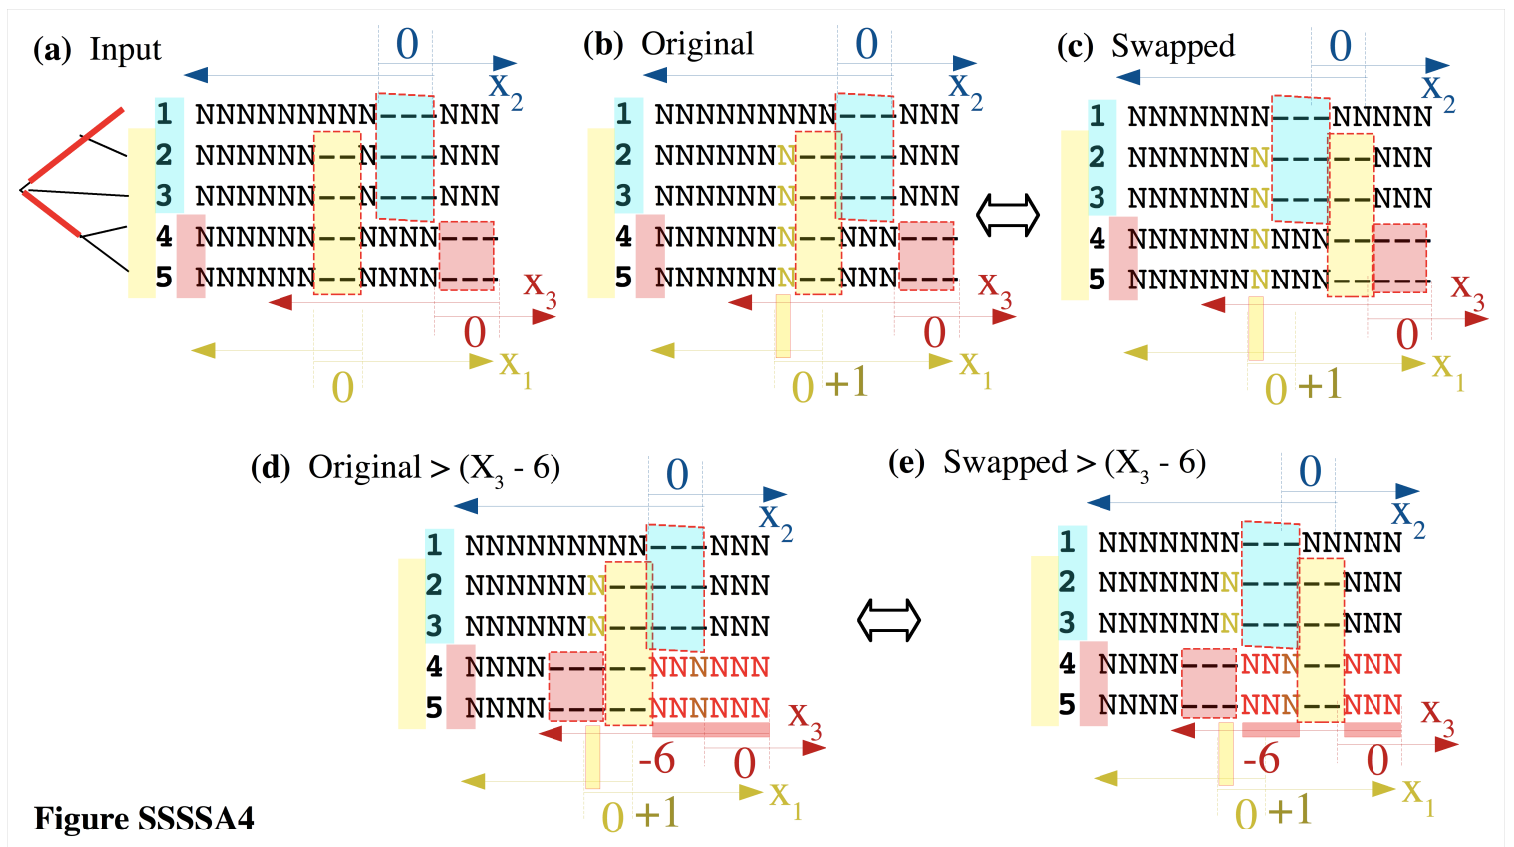 (a) Input
0
X2
1 NNNNNNNNN---NNN
2 NNNNNN--N---NNN
3 NNNNNN--N---NNN
4 NNNNNN--NNNN---
5 NNNNNN--NNNN---
X3
0
X1
0
(b) Original
0
X2
1 NNNNNNNNN---NNN
2 NNNNNNN-----NNN
3 NNNNNNN-----NNN
4 NNNNNNN--NNN---
5 NNNNNNN--NNN---
X3
0
X1
0 +1
(c) Swapped
0
X2
1 NNNNNNN---NNNNN
2 NNNNNNN-----NNN
3 NNNNNNN-----NNN
4 NNNNNNNNNN-----
5 NNNNNNNNNN-----
X3
0
X1
0 +1
(d) Original > (X3 - 6)
0
X2
1 NNNNNNNNN---NNN
2 NNNNNNN-----NNN
3 NNNNNNN-----NNN
4 NNNN-----NNNNNN
5 NNNN-----NNNNNN
X3
-6 0
X1
0 +1
(e) Swapped > (X3 - 6)
0
X2
1 NNNNNNN---NNNNN
2 NNNNNNN-----NNN
3 NNNNNNN-----NNN
4 NNNN---NNN--NNN
5 NNNN---NNN--NNN
X3
-6 0
X1
0 +1
Figure SSSSA4